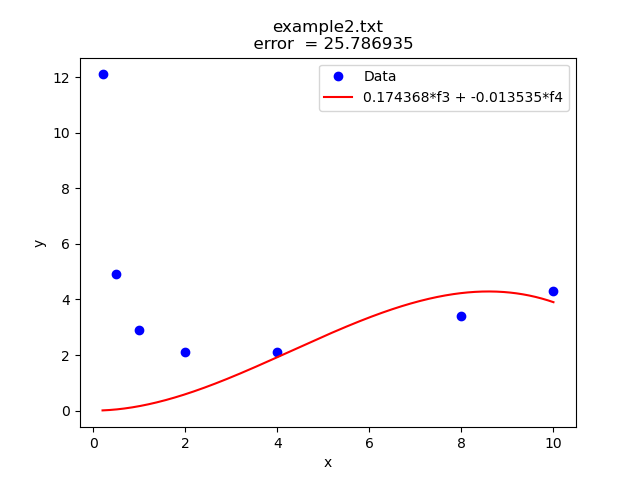 example2.txt
error  = 25.786935
Data
0.174368*f3 + -0.013535*f4
12
10
8
6
4
2
0
y
0
2
4
6
8
10
x